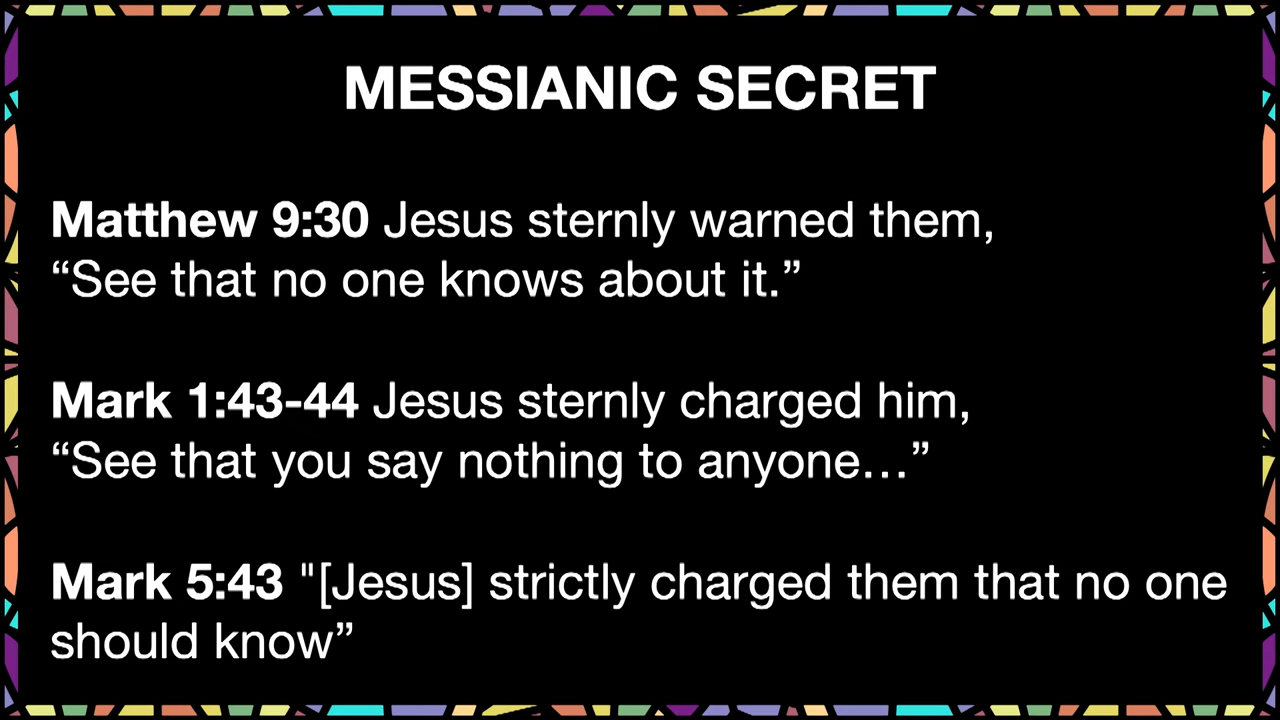 MESSIANIC SECRET
Matthew 9:30 Jesus sternly warned them,
“See that no one knows about it.”
Mark 1:43-44 Jesus sternly charged him,
“See that you say nothing to anyone…”
Mark 5:43 "[Jesus] strictly charged them that no one
should know”